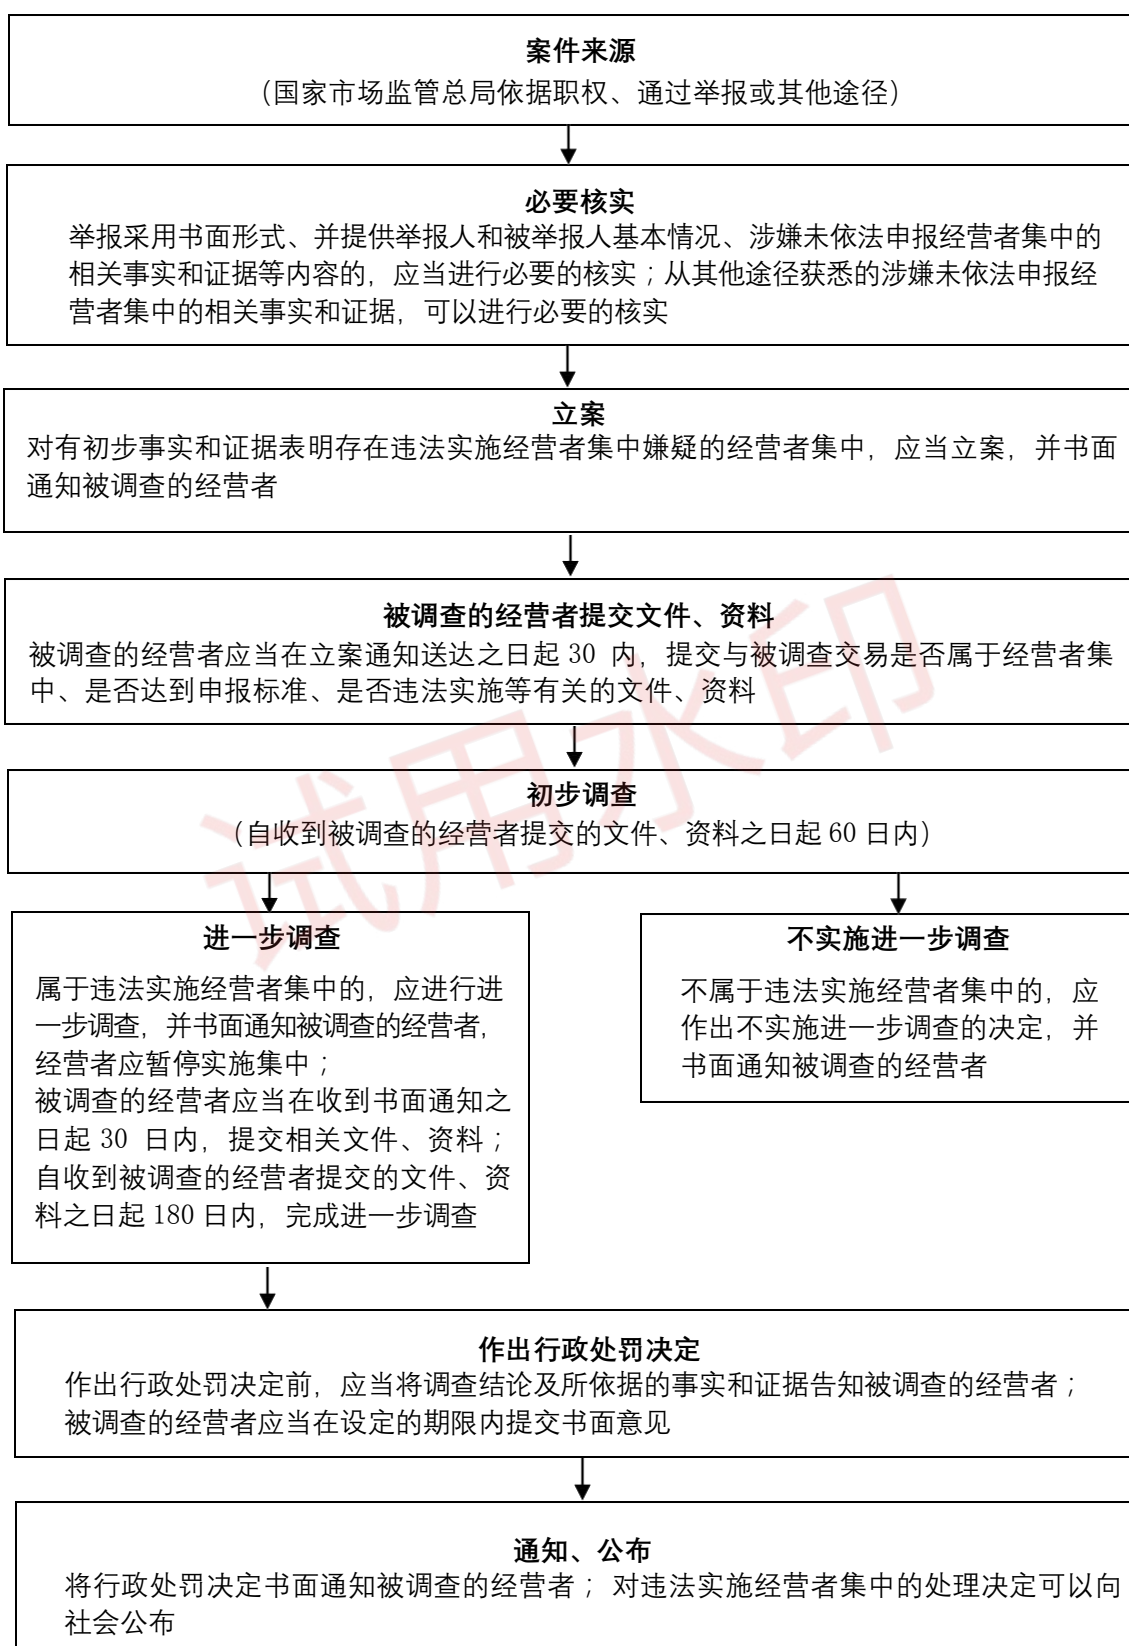 案件来源
（国家市场监管总局依据职权、通过举报或其他途径）
必要核实
举报采用书面形式、并提供举报人和被举报人基本情况、涉嫌未依法申报经营者集中的
相关事实和证据等内容的，应当进行必要的核实；从其他途径获悉的涉嫌未依法申报经
营者集中的相关事实和证据，可以进行必要的核实
立案
对有初步事实和证据表明存在违法实施经营者集中嫌疑的经营者集中，应当立案，并书面
通知被调查的经营者
被调查的经营者提交文件、资料
被调查的经营者应当在立案通知送达之日起 30 内，提交与被调查交易是否属于经营者集
中、是否达到申报标准、是否违法实施等有关的文件、资料
初步调查
（自收到被调查的经营者提交的文件、资料之日起 60 日内）
进一步调查
属于违法实施经营者集中的，应进行进
一步调查，并书面通知被调查的经营者，
经营者应暂停实施集中；
被调查的经营者应当在收到书面通知之
日起 30 日内，提交相关文件、资料；
自收到被调查的经营者提交的文件、资
料之日起 180 日内，完成进一步调查
不实施进一步调查
不属于违法实施经营者集中的，应
作出不实施进一步调查的决定，并
书面通知被调查的经营者
作出行政处罚决定
作出行政处罚决定前，应当将调查结论及所依据的事实和证据告知被调查的经营者；
被调查的经营者应当在设定的期限内提交书面意见
通知、公布
将行政处罚决定书面通知被调查的经营者；对违法实施经营者集中的处理决定可以向
社会公布
试用水印